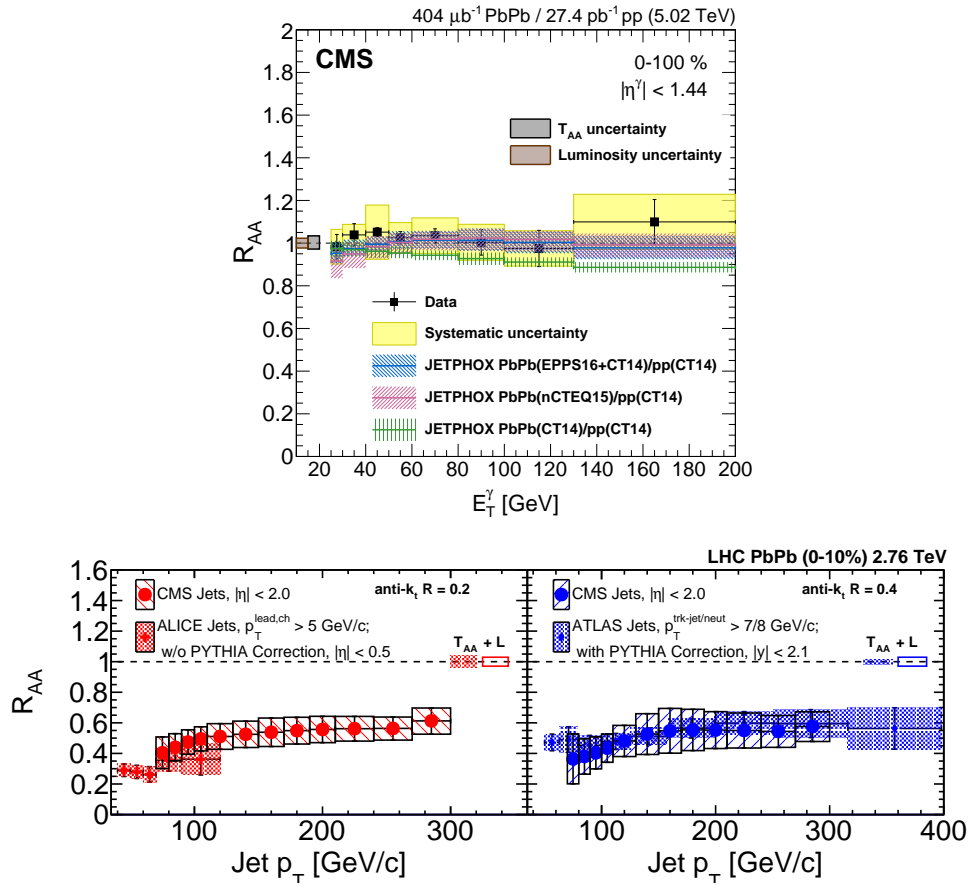 404 μb⁻¹ PbPb / 27.4 pb⁻¹ pp (5.02 TeV)
CMS
0-100 %
|η^γ| < 1.44
T_AA uncertainty
Luminosity uncertainty
R_AA
2
1.8
1.6
1.4
1.2
1
0.8
0.6
0.4
0.2
0
Data
Systematic uncertainty
JETPHOX PbPb(EPPS16+CT14)/pp(CT14)
JETPHOX PbPb(nCTEQ15)/pp(CT14)
JETPHOX PbPb(CT14)/pp(CT14)
20 40 60 80 100 120 140 160 180 200
E_T^γ [GeV]
LHC PbPb (0-10%) 2.76 TeV
R_AA
1.6
1.4
1.2
1
0.8
0.6
0.4
0.2
0
CMS Jets, |η| < 2.0
anti-k_t R = 0.2
ALICE Jets, p_T^lead,ch > 5 GeV/c;
w/o PYTHIA Correction, |η| < 0.5
T_AA + L
100 200 300
Jet p_T [GeV/c]
CMS Jets, |η| < 2.0
anti-k_t R = 0.4
ATLAS Jets, p_T^trk-jet/neut > 7/8 GeV/c;
with PYTHIA Correction, |y| < 2.1
T_AA + L
100 200 300 400
Jet p_T [GeV/c]